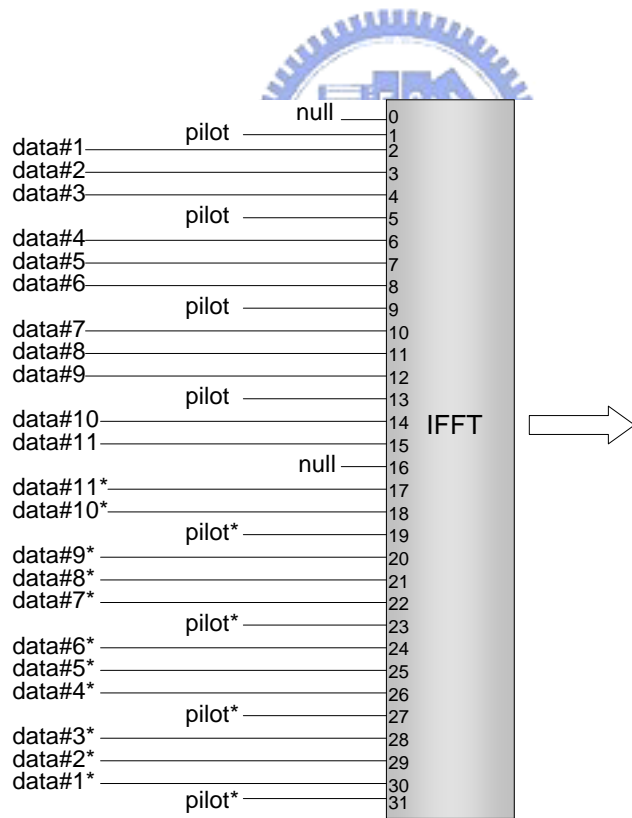 null 0
pilot 1
data#1 2
data#2 3
data#3 4
pilot 5
data#4 6
data#5 7
data#6 8
pilot 9
data#7 10
data#8 11
data#9 12
pilot 13
data#10 14
data#11 15
null 16
data#11* 17
data#10* 18
pilot* 19
data#9* 20
data#8* 21
data#7* 22
pilot* 23
data#6* 24
data#5* 25
data#4* 26
pilot* 27
data#3* 28
data#2* 29
data#1* 30
pilot* 31
IFFT